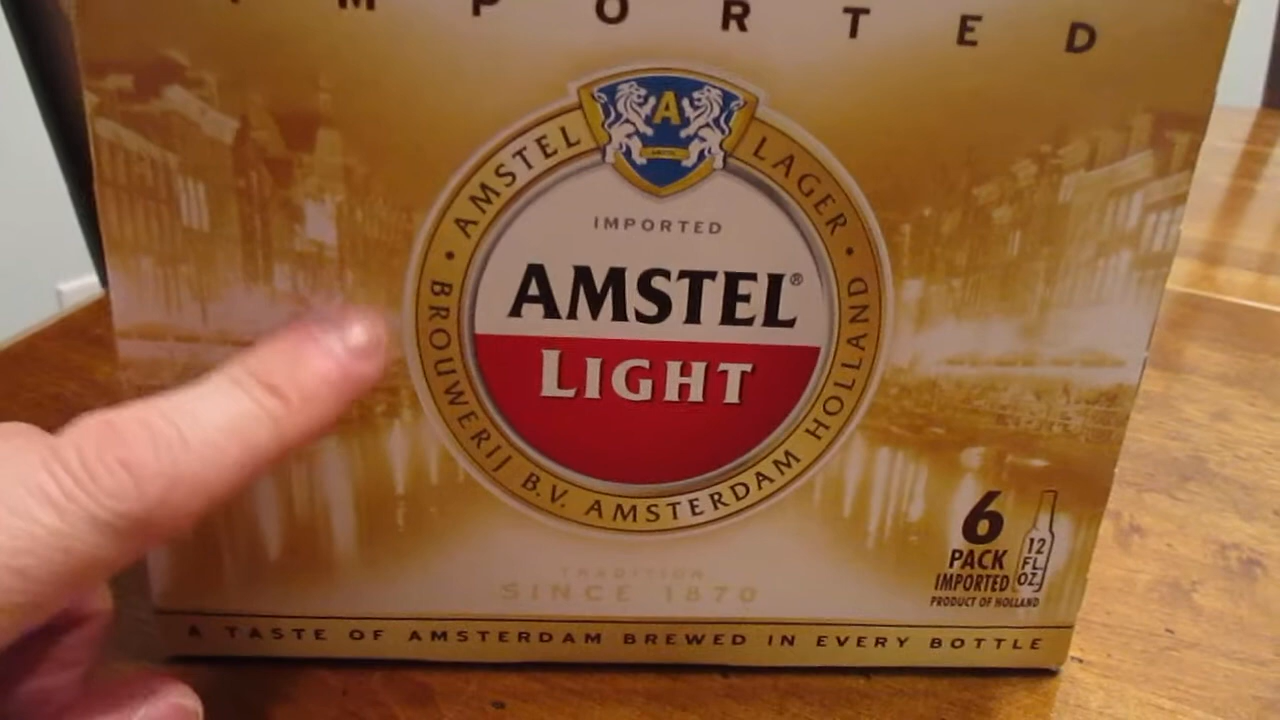 IMPORTED
A
AMSTEL LAGER
IMPORTED
AMSTEL®
LIGHT
• BROUWERIJ B.V. AMSTERDAM HOLLAND •
6
PACK
IMPORTED
12
FL.
OZ.
PRODUCT OF HOLLAND
TRADITION
SINCE 1870
A TASTE OF AMSTERDAM BREWED IN EVERY BOTTLE